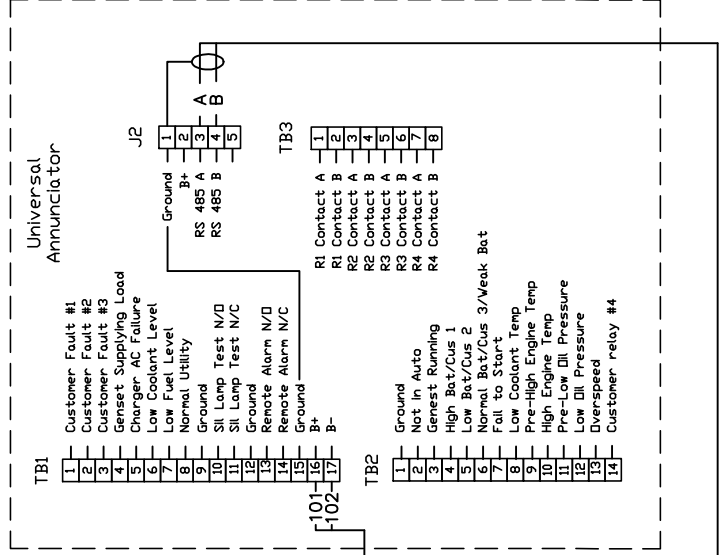 Universal
Annunciator
J2
1
2
3
4
5
Ground
B+
RS 485 A
RS 485 B
A
B
TB3
1
2
3
4
5
6
7
8
R1 Contact A
R1 Contact B
R2 Contact A
R2 Contact B
R3 Contact A
R3 Contact B
R4 Contact A
R4 Contact B
TB1
1 Customer Fault #1
2 Customer Fault #2
3 Customer Fault #3
4 Genset Supplying Load
5 Charger AC Failure
6 Low Coolant Level
7 Low Fuel Level
8 Normal Utility
9 Ground
10 Sil Lamp Test N/O
11 Sil Lamp Test N/C
12 Ground
13 Remote Alarm N/O
14 Remote Alarm N/C
15 Ground
16 B+
17 B-
101
102
TB2
1 Ground
2 Not in Auto
3 Genest Running
4 High Bat/Cus 1
5 Low Bat/Cus 2
6 Normal Bat/Cus 3/Weak Bat
7 Fail to Start
8 Low Coolant Temp
9 Pre-High Engine Temp
10 High Engine Temp
11 Pre-Low Oil Pressure
12 Low Oil Pressure
13 Overspeed
14 Customer relay #4